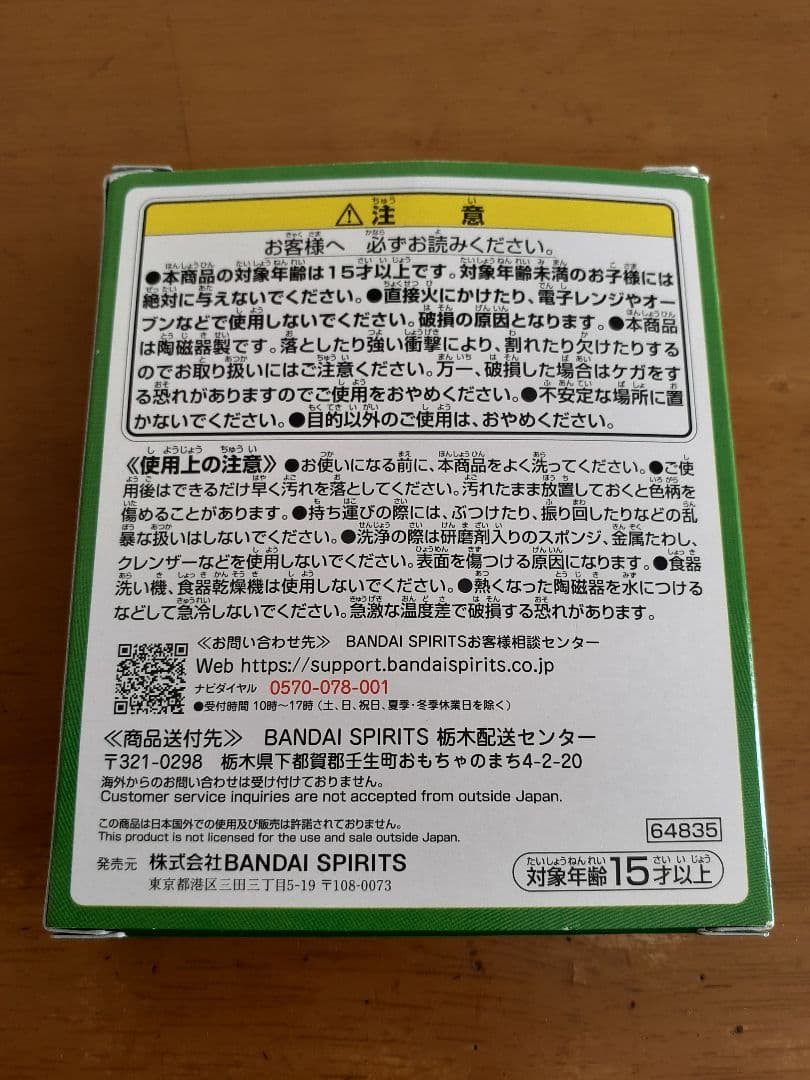 ⚠注意
お客様へ 必ずお読みください。
●本商品の対象年齢は15才以上です。対象年齢未満のお子様には
絶対に与えないでください。●直接火にかけたり、電子レンジやオー
ブンなどで使用しないでください。破損の原因となります。●本商品
は陶磁器製です。落としたり強い衝撃により、割れたり欠けたりする
のでお取り扱いにはご注意ください。万一、破損した場合はケガをす
る恐れがありますのでご使用をおやめください。●不安定な場所に置
かないでください。●目的以外のご使用は、おやめください。
《使用上の注意》●お使いになる前に、本商品をよく洗ってください。●ご使
用後はできるだけ早く汚れを落としてください。汚れたまま放置しておくと色柄を
傷めることがあります。●持ち運びの際には、ぶつけたり、振り回したりなどの乱
暴な扱いはしないでください。●洗浄の際は研磨剤入りのスポンジ、金属たわし、
クレンザーなどを使用しないでください。表面を傷つける原因になります。●食器
洗い機、食器乾燥機は使用しないでください。●熱くなった陶磁器を水につける
などして急冷しないでください。急激な温度差で破損する恐れがあります。
≪お問い合わせ先≫ BANDAI SPIRITSお客様相談センター
Web https://support.bandaispirits.co.jp
ナビダイヤル 0570-078-001
●受付時間 10時～17時（土、日、祝日、夏季・冬季休業日を除く）
≪商品送付先≫ BANDAI SPIRITS 栃木配送センター
〒321-0298 栃木県下都賀郡壬生町おもちゃのまち4-2-20
海外からのお問い合わせは受け付けておりません。
Customer service inquiries are not accepted from outside Japan.
この商品は日本国外での使用及び販売は許諾されておりません。
This product is not licensed for the use and sale outside Japan.
64835
発売元 株式会社BANDAI SPIRITS
東京都港区三田三丁目5-19 〒108-0073
対象年齢15才以上